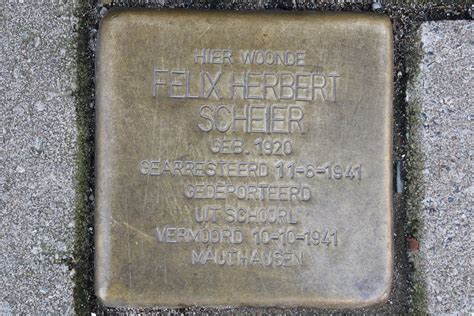 HIER WOONDE
FELIX HERBERT
SCHEIER
GEB. 1920
GEARRESTEERD 11-6-1941
GEDEPORTEERD
UIT SCHOORL
VERMOORD 10-10-1941
MAUTHAUSEN